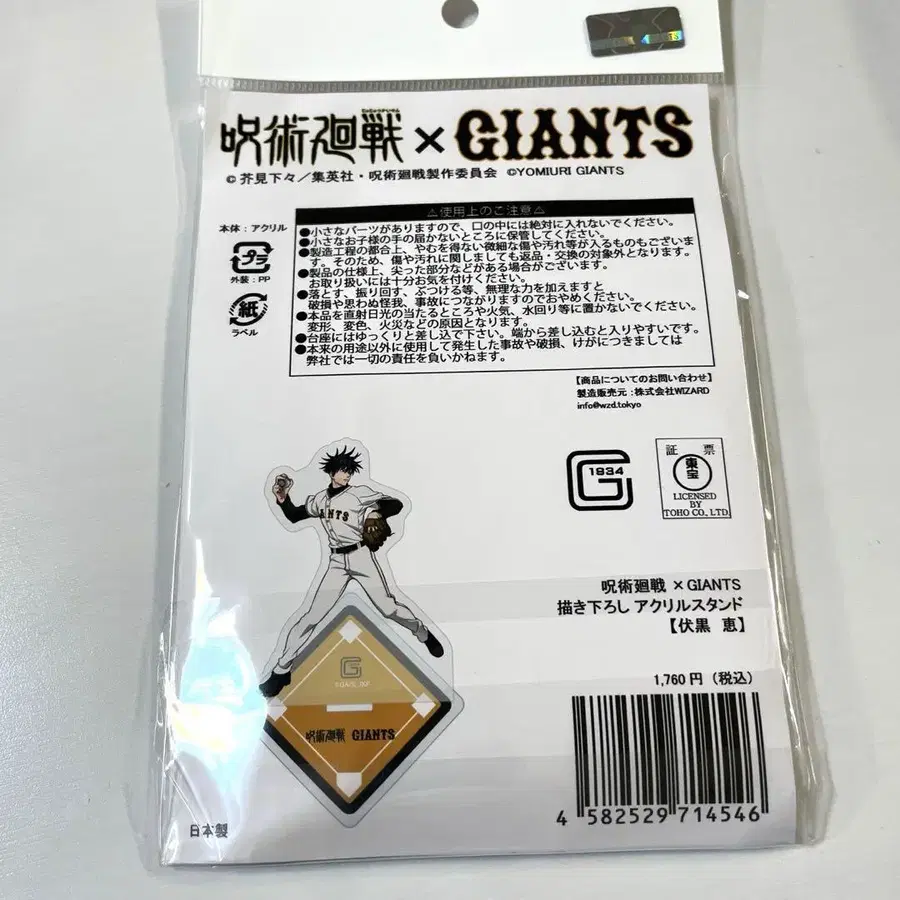 GIANTS
じゅじゅつかいせん
呪術廻戦 × GIANTS
© 芥見下々／集英社・呪術廻戦製作委員会 ©YOMIURI GIANTS
⚠使用上のご注意⚠
本体：アクリル
プラ
外装：PP
紙
ラベル
●小さなパーツがありますので、口の中には絶対に入れないでください。
●小さなお子様の手の届かないところに保管してください。
●製造工程の都合上、やむを得ない微細な傷や汚れ等が入るものもございま
す。そのため、傷や汚れに関しましても返品・交換の対象外となります。
●製品の仕様上、尖った部分などがある場合がございます。
お取り扱いには十分お気を付けください。
●落とす、振り回す、ぶつける等、無理な力を加えますと
破損や思わぬ怪我、事故につながりますのでおやめください。
●本品を直射日光の当たるところや火気、水回り等に置かないでください。
変形、変色、火災などの原因となります。
●台座にはゆっくりと差し込で下さい。端から差し込むと入りやすいです。
●本来の用途以外に使用して発生した事故や破損、けがにつきましては
弊社では一切の責任を負いかねます。
【商品についてのお問い合わせ】
製造販売元：株式会社WIZARD
info@wzd.tokyo
G 1934
証 票
東宝
LICENSED
BY
TOHO CO., LTD.
GIANTS
G
呪術廻戦 GIANTS
呪術廻戦 ×GIANTS
描き下ろし アクリルスタンド
【伏黒 恵】
1,760 円（税込）
4 582529 714546
日本製